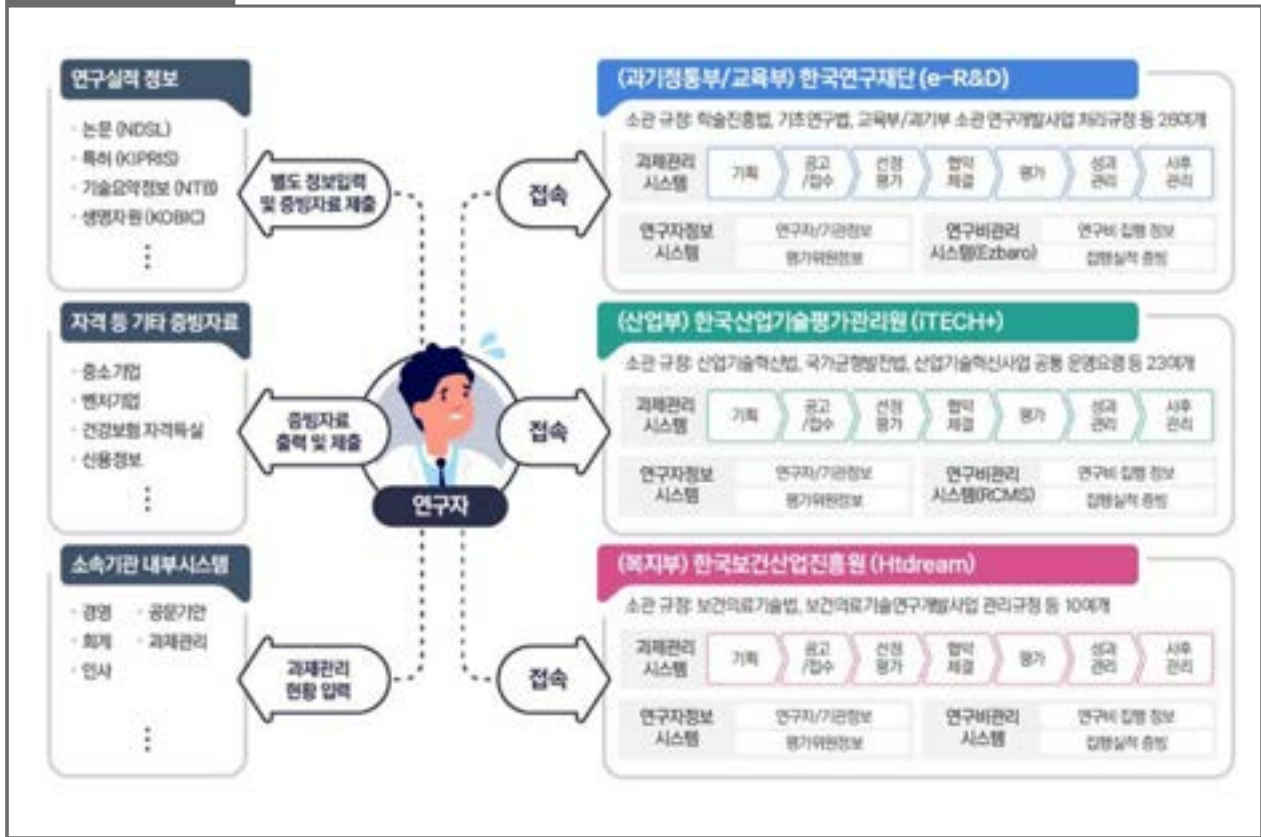 연구실적 정보
· 논문 (NDSL)
· 특허 (KIPRIS)
· 기술요약정보 (NTB)
· 생명자원 (KOBIC)
별도 정보입력
및 증빙자료 제출
자격 등 기타 증빙자료
· 중소기업
· 벤처기업
· 건강보험 자격득실
· 신용정보
증빙자료
출력 및 제출
소속기관 내부시스템
· 경영 · 공문기안
· 회계 · 과제관리
· 인사
과제관리
현황 입력
연구자
접속
(과기정통부/교육부) 한국연구재단 (e-R&D)
소관 규정: 학술진흥법, 기초연구법, 교육부/과기부 소관 연구개발사업 처리규정 등 26여개
과제관리
시스템
기획
공고
/접수
선정
평가
협약
체결
평가
성과
관리
사후
관리
연구자정보
시스템
연구자/기관정보
평가위원정보
연구비관리
시스템(Ezbaro)
연구비 집행 정보
집행실적 증빙
접속
(산업부) 한국산업기술평가관리원 (iTECH+)
소관 규정: 산업기술혁신법, 국가균형발전법, 산업기술혁신사업 공통 운영요령 등 23여개
과제관리
시스템
기획
공고
/접수
선정
평가
협약
체결
평가
성과
관리
사후
관리
연구자정보
시스템
연구자/기관정보
평가위원정보
연구비관리
시스템(RCMS)
연구비 집행 정보
집행실적 증빙
접속
(복지부) 한국보건산업진흥원 (Htdream)
소관 규정: 보건의료기술법, 보건의료기술연구개발사업 관리규정 등 10여개
과제관리
시스템
기획
공고
/접수
선정
평가
협약
체결
평가
성과
관리
사후
관리
연구자정보
시스템
연구자/기관정보
평가위원정보
연구비관리
시스템
연구비 집행 정보
집행실적 증빙